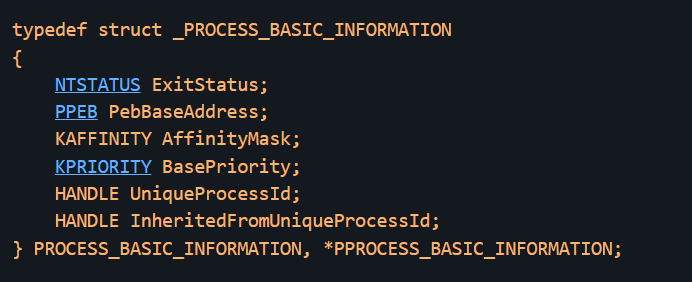 typedef struct _PROCESS_BASIC_INFORMATION
{
    NTSTATUS ExitStatus;
    PPEB PebBaseAddress;
    KAFFINITY AffinityMask;
    KPRIORITY BasePriority;
    HANDLE UniqueProcessId;
    HANDLE InheritedFromUniqueProcessId;
} PROCESS_BASIC_INFORMATION, *PPROCESS_BASIC_INFORMATION;